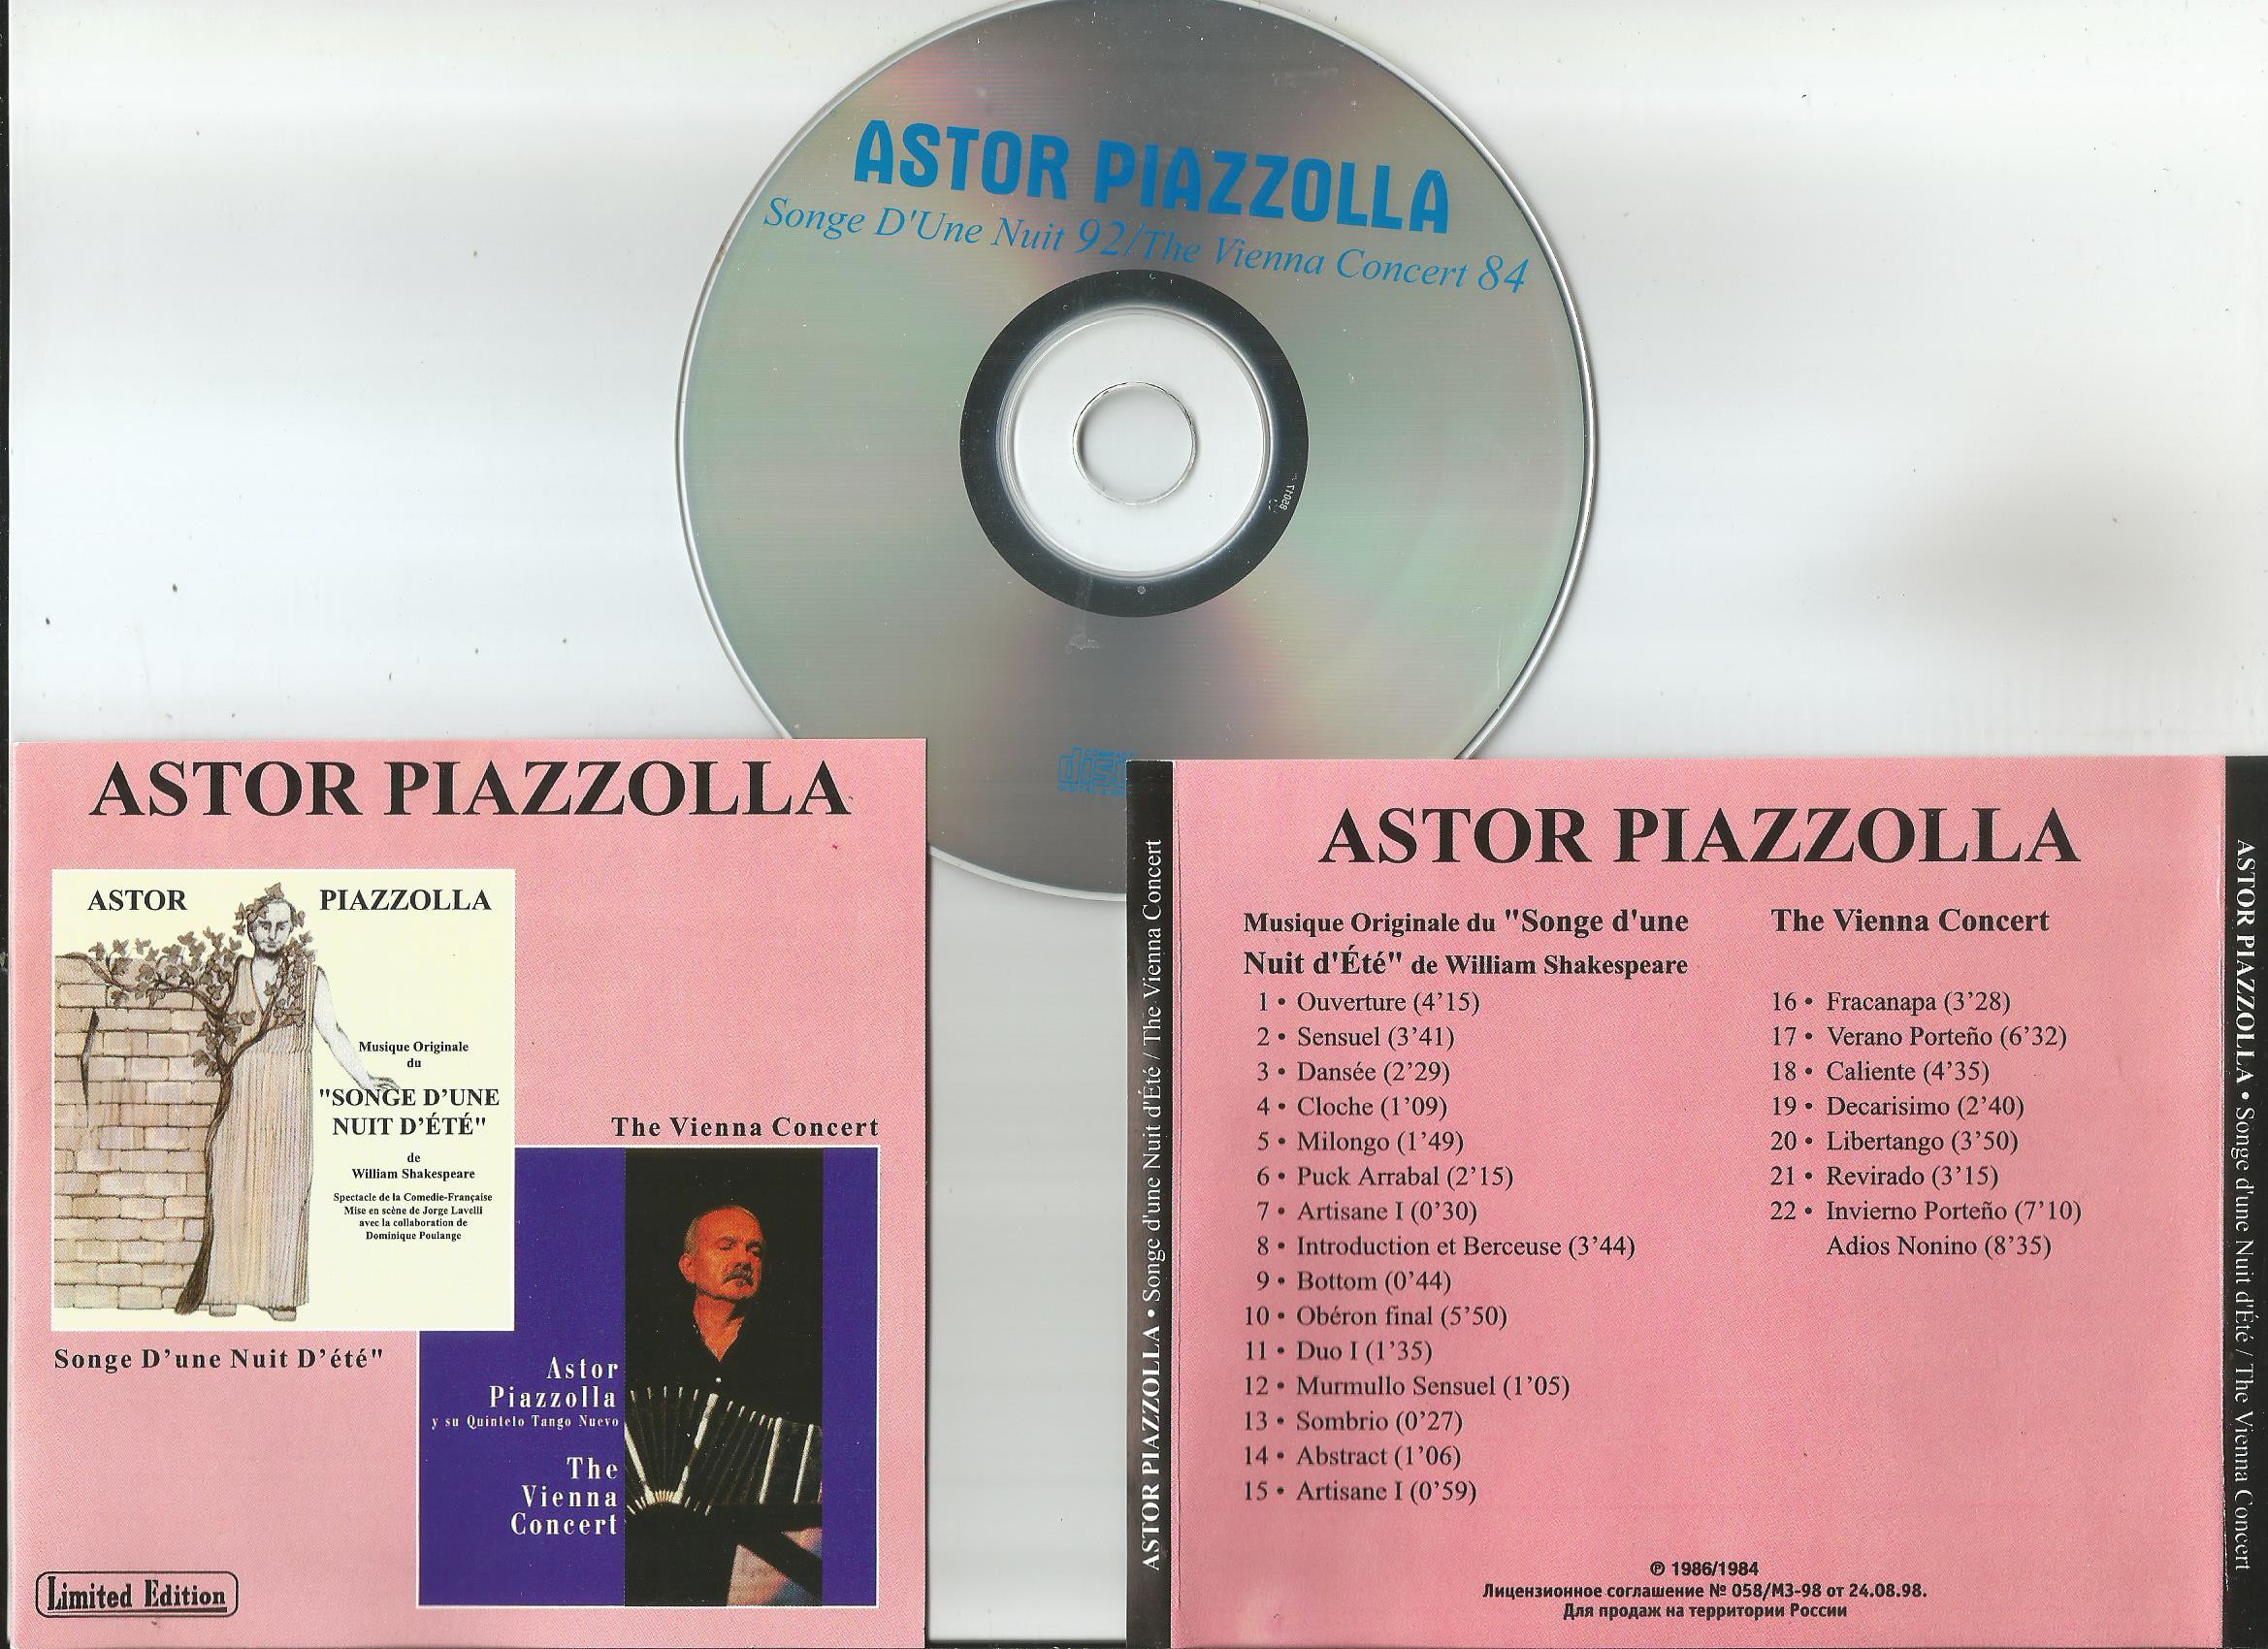 ASTOR PIAZZOLLA
Songe D'Une Nuit 92/The Vienna Concert 84
ASTOR PIAZZOLLA
ASTOR PIAZZOLLA
Musique Originale
du
"SONGE D'UNE
NUIT D'ÉTÉ"
de
William Shakespeare
Spectacle de la Comedie-Française
Mise en scène de Jorge Lavelli
avec la collaboration de
Dominique Poulange
Songe D'une Nuit D'été"
The Vienna Concert
Astor
Piazzolla
y su Quinteto Tango Nuevo
The
Vienna
Concert
Limited Edition
ASTOR PIAZZOLLA • Songe d'une Nuit d'Été / The Vienna Concert
ASTOR PIAZZOLLA
Musique Originale du "Songe d'une
Nuit d'Été" de William Shakespeare
1 • Ouverture (4'15)
2 • Sensuel (3'41)
3 • Dansée (2'29)
4 • Cloche (1'09)
5 • Milongo (1'49)
6 • Puck Arrabal (2'15)
7 • Artisane I (0'30)
8 • Introduction et Berceuse (3'44)
9 • Bottom (0'44)
10 • Obéron final (5'50)
11 • Duo I (1'35)
12 • Murmullo Sensuel (1'05)
13 • Sombrio (0'27)
14 • Abstract (1'06)
15 • Artisane I (0'59)
The Vienna Concert
16 • Fracanapa (3'28)
17 • Verano Porteño (6'32)
18 • Caliente (4'35)
19 • Decarisimo (2'40)
20 • Libertango (3'50)
21 • Revirado (3'15)
22 • Invierno Porteño (7'10)
Adios Nonino (8'35)
℗ 1986/1984
Лицензионное соглашение № 058/МЗ-98 от 24.08.98.
Для продаж на территории России
ASTOR PIAZZOLLA • Songe d'une Nuit d'Été / The Vienna Concert